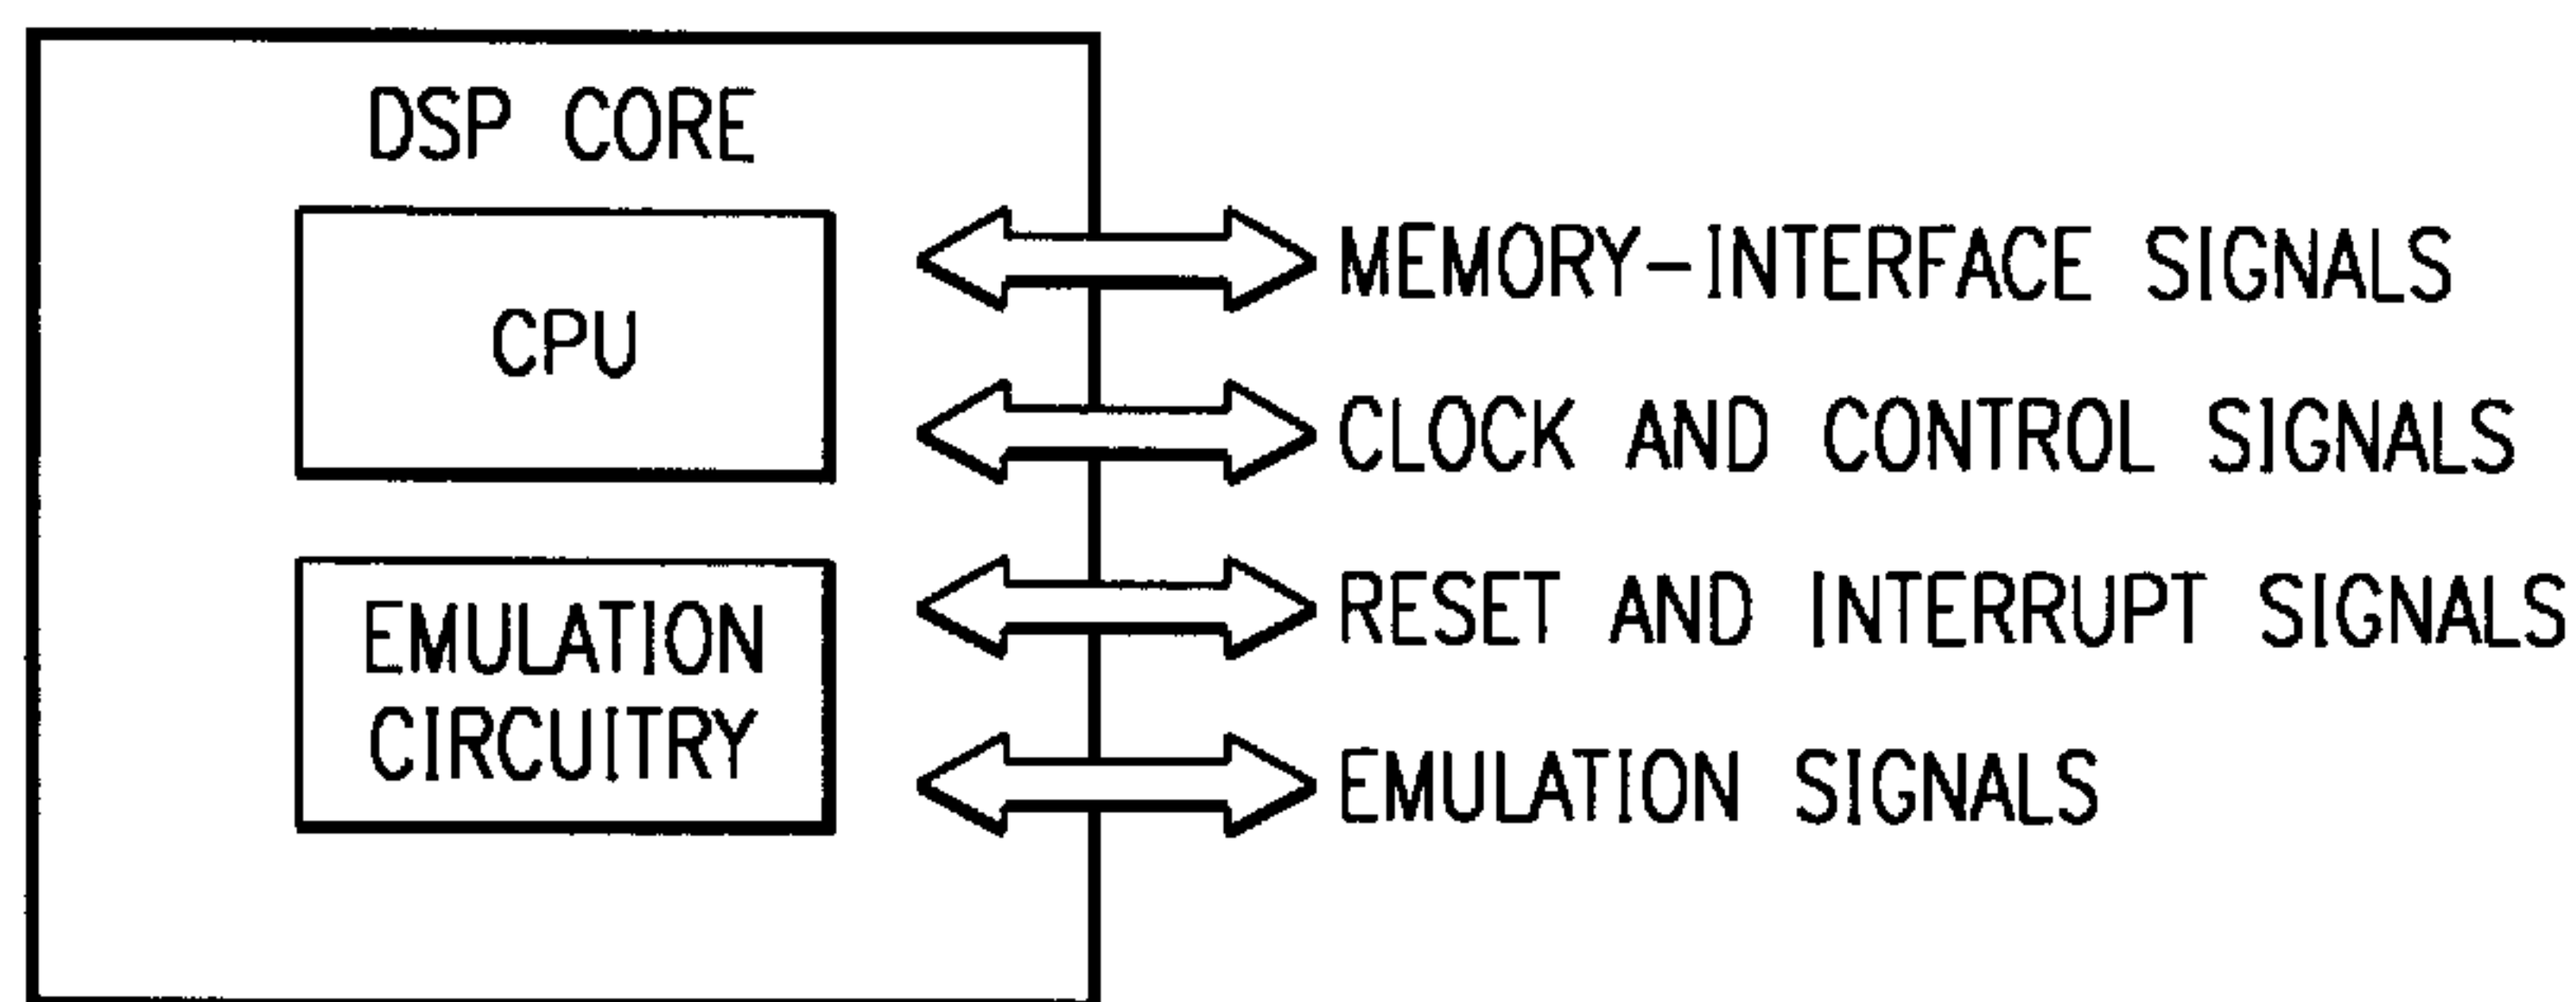 DSP CORE
CPU
EMULATION
CIRCUITRY
MEMORY-INTERFACE SIGNALS
CLOCK AND CONTROL SIGNALS
RESET AND INTERRUPT SIGNALS
EMULATION SIGNALS